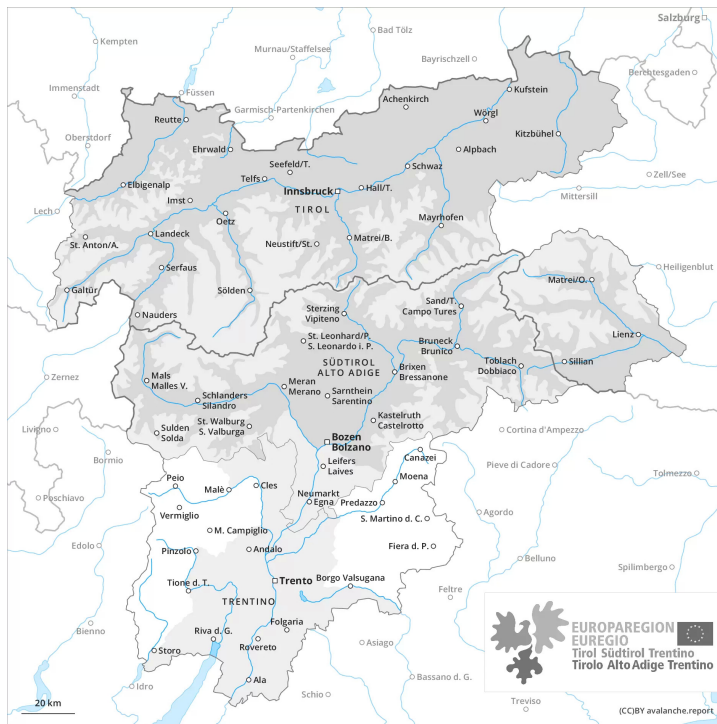 Salzburg
Kempten
Bad Tölz
Murnau/Staffelsee
Bayrischzell
Berchtesgaden
Immenstadt
Füssen
Achenkirch
Kufstein
Garmisch-Partenkirchen
Reutte
Wörgl
Kitzbühel
Oberstdorf
Ehrwald
Seefeld/T.
Alpbach
Schwaz
Telfs
Zell/See
Elbigenalp
Innsbruck
Hall/T.
Mittersill
Imst
TIROL
Lech
Oetz
Mayrhofen
Landeck
Matrei/B.
St. Anton/A.
Neustift/St.
Serfaus
Heiligenblut
Galtür
Sölden
Matrei/O.
Nauders
Sterzing
Vipiteno
Sand/T.
Campo Tures
Lienz
St. Leonhard/P.
S. Leonardo i. P.
Bruneck
Brunico
SÜDTIROL
ALTO ADIGE
Toblach
Dobbiaco
Sillian
Zernez
Mals
Malles V.
Meran
Merano
Brixen
Bressanone
Schlanders
Silandro
Sarnthein
Sarentino
Livigno
Sulden
Solda
St. Walburg
S. Valburga
Kastelruth
Castelrotto
Cortina d'Ampezzo
Bozen
Bolzano
Bormio
Canazei
Leifers
Laives
Pieve di Cadore
Tolmezzo
Peio
Moena
Poschiavo
Malè
Cles
Neumarkt
Egna
Predazzo
Vermiglio
Agordo
M. Campiglio
S. Martino d. C.
Edolo
Pinzolo
Andalo
Fiera d. P.
Belluno
Spilimbergo
Tione d. T.
Trento
Borgo Valsugana
Feltre
TRENTINO
Folgaria
Bienno
Riva d. G.
Rovereto
Storo
Asiago
Idro
Ala
Schio
Bassano d. G.
Treviso
EUROPAREGION
EUREGIO
Tirol Südtirol Trentino
Tirolo Alto Adige Trentino
20 km
(CC)BY avalanche.report